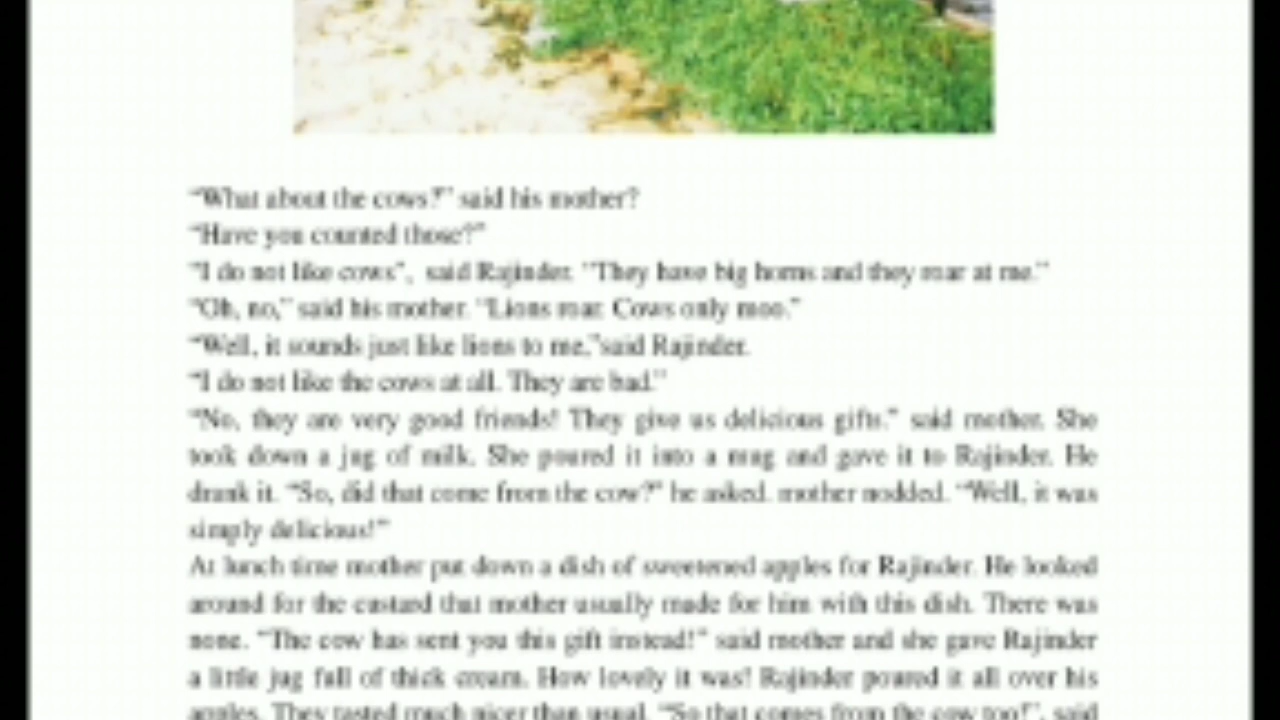 “What about the cows?” said his mother?
“Have you counted those?”
“I do not like cows”, said Rajinder. “They have big horns and they roar at me.”
“Oh, no,” said his mother. “Lions roar. Cows only moo.”
“Well, it sounds just like lions to me,”said Rajinder.
“I do not like the cows at all. They are bad.”
“No, they are very good friends! They give us delicious gifts.” said mother. She
took down a jug of milk. She poured it into a mug and gave it to Rajinder. He
drank it. “So, did that come from the cow?” he asked. mother nodded. “Well, it was
simply delicious!”
At lunch time mother put down a dish of sweetened apples for Rajinder. He looked
around for the custard that mother usually made for him with this dish. There was
none. “The cow has sent you this gift instead!” said mother and she gave Rajinder
a little jug full of thick cream. How lovely it was! Rajinder poured it all over his
apples. They tasted much nicer than usual. “So that comes from the cow too!”, said